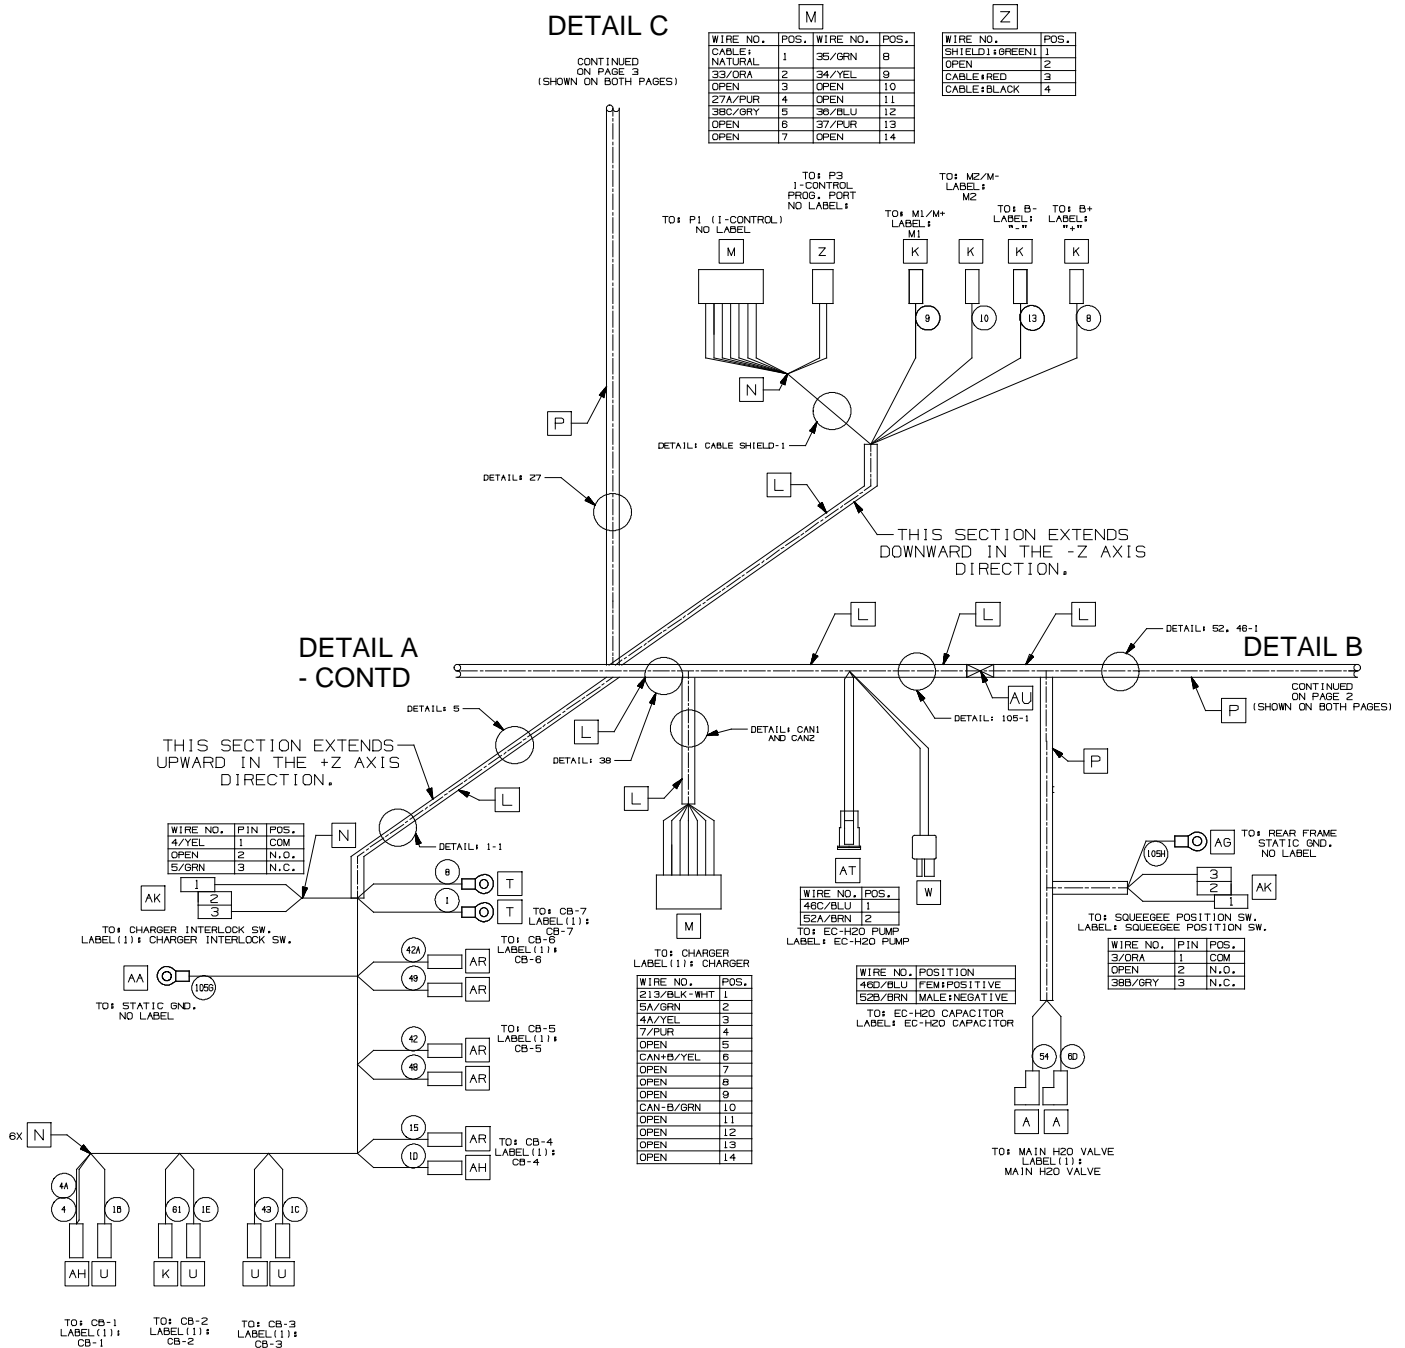 DETAIL C
CONTINUED
ON PAGE 3
(SHOWN ON BOTH PAGES)
M
WIRE NO. POS. WIRE NO. POS.
CABLE:
NATURAL 1 35/GRN 8
33/ORA 2 34/YEL 9
OPEN 3 OPEN 10
27A/PUR 4 OPEN 11
38C/GRY 5 36/BLU 12
OPEN 6 37/PUR 13
OPEN 7 OPEN 14
Z
WIRE NO. POS.
SHIELD1:GREEN1 1
OPEN 2
CABLE:RED 3
CABLE:BLACK 4
TO: P1 (I-CONTROL)
NO LABEL
M
TO: P3
I-CONTROL
PROG. PORT
NO LABEL:
Z
TO: M1/M+
LABEL:
M1
K
TO: M2/M-
LABEL:
M2
K
TO: B-
LABEL:
"-"
K
TO: B+
LABEL:
"+"
K
9
10
13
8
N
P
DETAIL: CABLE SHIELD-1
DETAIL: 27
L
THIS SECTION EXTENDS
DOWNWARD IN THE -Z AXIS
DIRECTION.
L
L
L
DETAIL: 52, 46-1
DETAIL A
- CONTD
DETAIL B
CONTINUED
ON PAGE 2
(SHOWN ON BOTH PAGES)
AU
P
DETAIL: 5
L
DETAIL: 105-1
DETAIL: CAN1
AND CAN2
DETAIL: 38
THIS SECTION EXTENDS
UPWARD IN THE +Z AXIS
DIRECTION.
P
L
L
WIRE NO. PIN POS.
4/YEL 1 COM
OPEN 2 N.O.
5/GRN 3 N.C.
N
DETAIL: 1-1
AK
1
2
3
TO: CHARGER INTERLOCK SW.
LABEL(1): CHARGER INTERLOCK SW.
8
T
1
T
TO: CB-7
LABEL(1):
CB-7
AA
105G
TO: STATIC GND.
NO LABEL
42A
AR
49
AR
TO: CB-6
LABEL(1):
CB-6
42
AR
48
AR
TO: CB-5
LABEL(1):
CB-5
15
AR
1D
AH
TO: CB-4
LABEL(1):
CB-4
6X
N
4A
4
1B
61
1E
43
1C
AH
U
K
U
U
U
TO: CB-1
LABEL(1):
CB-1
TO: CB-2
LABEL(1):
CB-2
TO: CB-3
LABEL(1):
CB-3
M
TO: CHARGER
LABEL(1): CHARGER
WIRE NO. POS.
213/BLK-WHT 1
5A/GRN 2
4A/YEL 3
7/PUR 4
OPEN 5
CAN+B/YEL 6
OPEN 7
OPEN 8
OPEN 9
CAN-B/GRN 10
OPEN 11
OPEN 12
OPEN 13
OPEN 14
AT
WIRE NO. POS.
46C/BLU 1
52A/BRN 2
TO: EC-H2O PUMP
LABEL: EC-H2O PUMP
W
WIRE NO. POSITION
46D/BLU FEM:POSITIVE
52B/BRN MALE:NEGATIVE
TO: EC-H2O CAPACITOR
LABEL: EC-H2O CAPACITOR
105H
AG
TO: REAR FRAME
STATIC GND.
NO LABEL
3
2
1
AK
TO: SQUEEGEE POSITION SW.
LABEL: SQUEEGEE POSITION SW.
WIRE NO. PIN POS.
3/ORA 1 COM
OPEN 2 N.O.
38B/GRY 3 N.C.
54
6D
A
A
TO: MAIN H2O VALVE
LABEL(1):
MAIN H2O VALVE